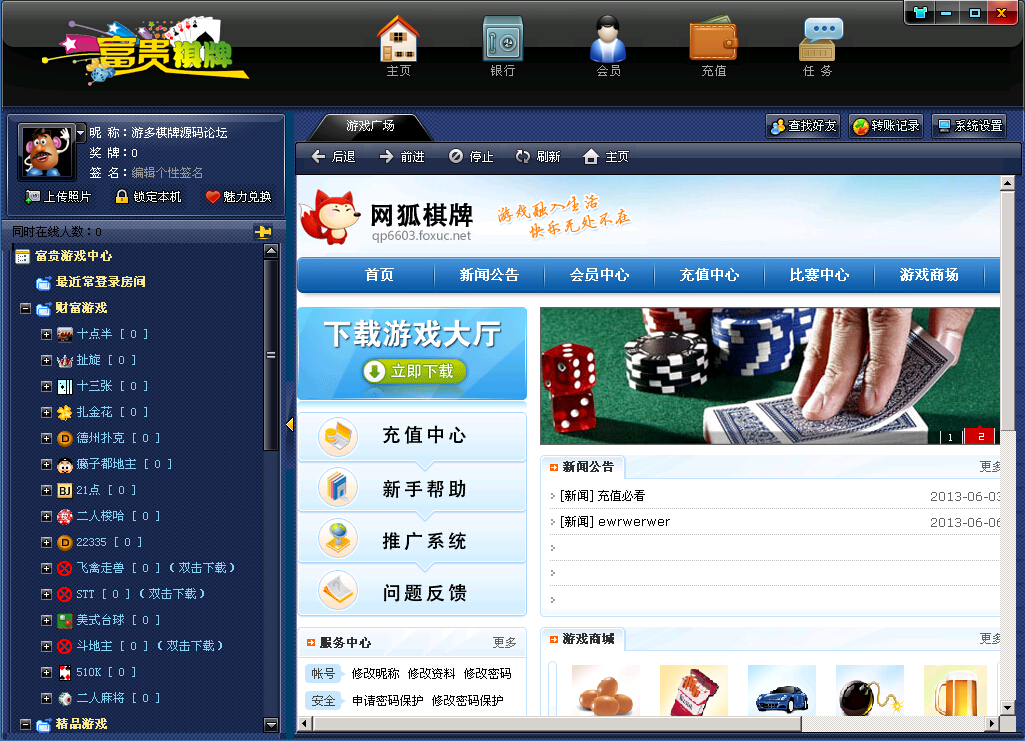 富贵棋牌
主页
银行
会员
充值
任 务
昵 称：游多棋牌源码论坛
奖 牌：0
签 名：编辑个性签名
上传照片
锁定本机
魅力兑换
同时在线人数：0
富贵游戏中心
最近常登录房间
财富游戏
十点半 [ 0 ]
扯旋 [ 0 ]
十三张 [ 0 ]
扎金花 [ 0 ]
德州扑克 [ 0 ]
癞子都地主 [ 0 ]
BJ
21点 [ 0 ]
二人梭哈 [ 0 ]
22335 [ 0 ]
飞禽走兽 [ 0 ]（双击下载）
STT [ 0 ]（双击下载）
美式台球 [ 0 ]
斗地主 [ 0 ]（双击下载）
510K [ 0 ]
二人麻将 [ 0 ]
精品游戏
游戏广场
查找好友
转账记录
系统设置
后退
前进
停止
刷新
主页
网狐棋牌
qp6603.foxuc.net
游戏融入生活
快乐无处不在
首页
新闻公告
会员中心
充值中心
比赛中心
游戏商场
下载游戏大厅
立即下载
充值中心
新手帮助
推广系统
问题反馈
服务中心
更多
帐号
修改昵称 修改资料 修改密码
安全
申请密码保护 修改密码保护
1
2
新闻公告
更多
[新闻] 充值必看
2013-06-03
[新闻] ewrwerwer
2013-06-06
游戏商城
更多